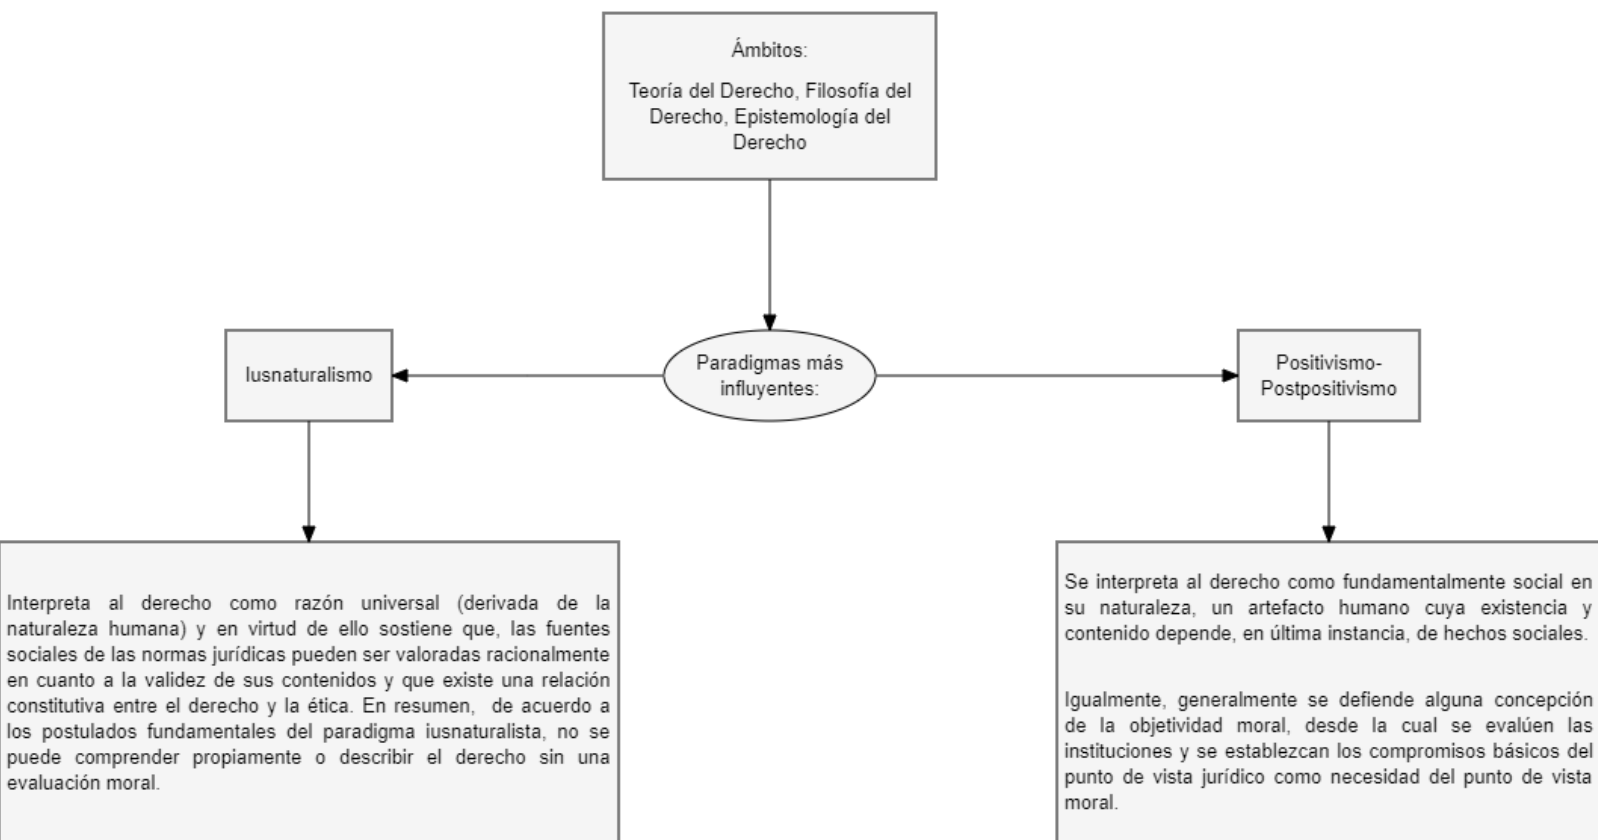 Ámbitos:
Teoría del Derecho, Filosofía del
Derecho, Epistemología del
Derecho
Paradigmas más
influyentes:
Iusnaturalismo
Positivismo-
Postpositivismo
Interpreta al derecho como razón universal (derivada de la
naturaleza humana) y en virtud de ello sostiene que, las fuentes
sociales de las normas jurídicas pueden ser valoradas racionalmente
en cuanto a la validez de sus contenidos y que existe una relación
constitutiva entre el derecho y la ética. En resumen, de acuerdo a
los postulados fundamentales del paradigma iusnaturalista, no se
puede comprender propiamente o describir el derecho sin una
evaluación moral.
Se interpreta al derecho como fundamentalmente social en
su naturaleza, un artefacto humano cuya existencia y
contenido depende, en última instancia, de hechos sociales.
Igualmente, generalmente se defiende alguna concepción
de la objetividad moral, desde la cual se evalúen las
instituciones y se establezcan los compromisos básicos del
punto de vista jurídico como necesidad del punto de vista
moral.